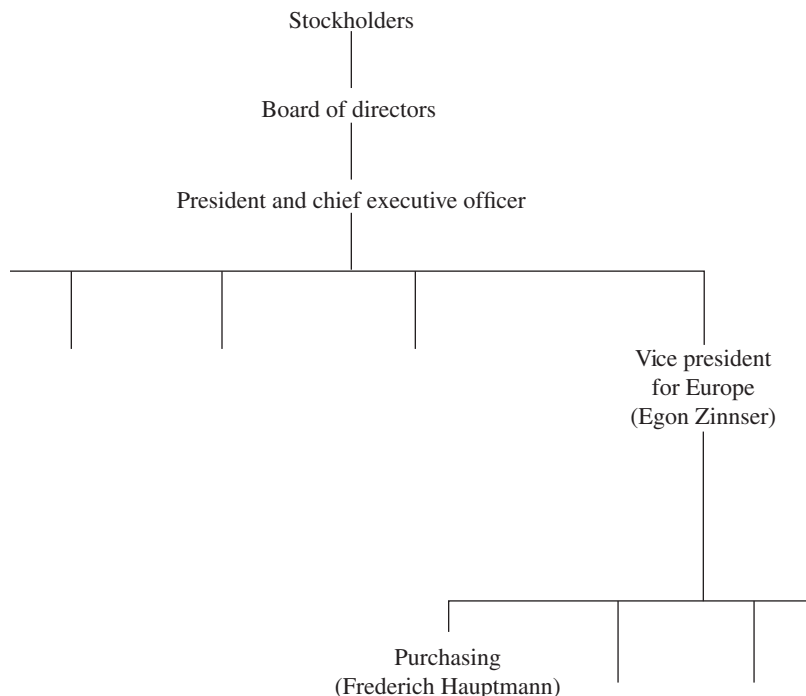 Stockholders
Board of directors
President and chief executive officer
Vice president
for Europe
(Egon Zinnser)
Purchasing
(Frederich Hauptmann)